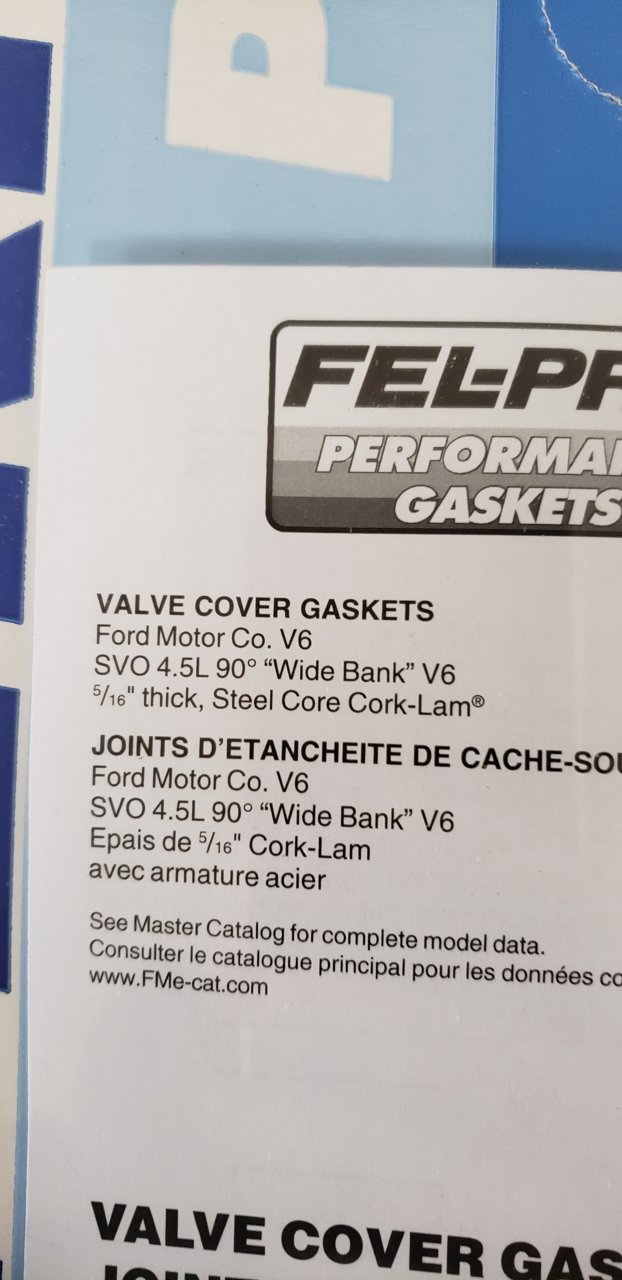 P
FEL-PR
PERFORMA
GASKETS
VALVE COVER GASKETS
Ford Motor Co. V6
SVO 4.5L 90° “Wide Bank” V6
5/16" thick, Steel Core Cork-Lam®
JOINTS D'ETANCHEITE DE CACHE-SOU
Ford Motor Co. V6
SVO 4.5L 90° “Wide Bank” V6
Epais de 5/16" Cork-Lam
avec armature acier
See Master Catalog for complete model data.
Consulter le catalogue principal pour les données co
www.FMe-cat.com
VALVE COVER GAS